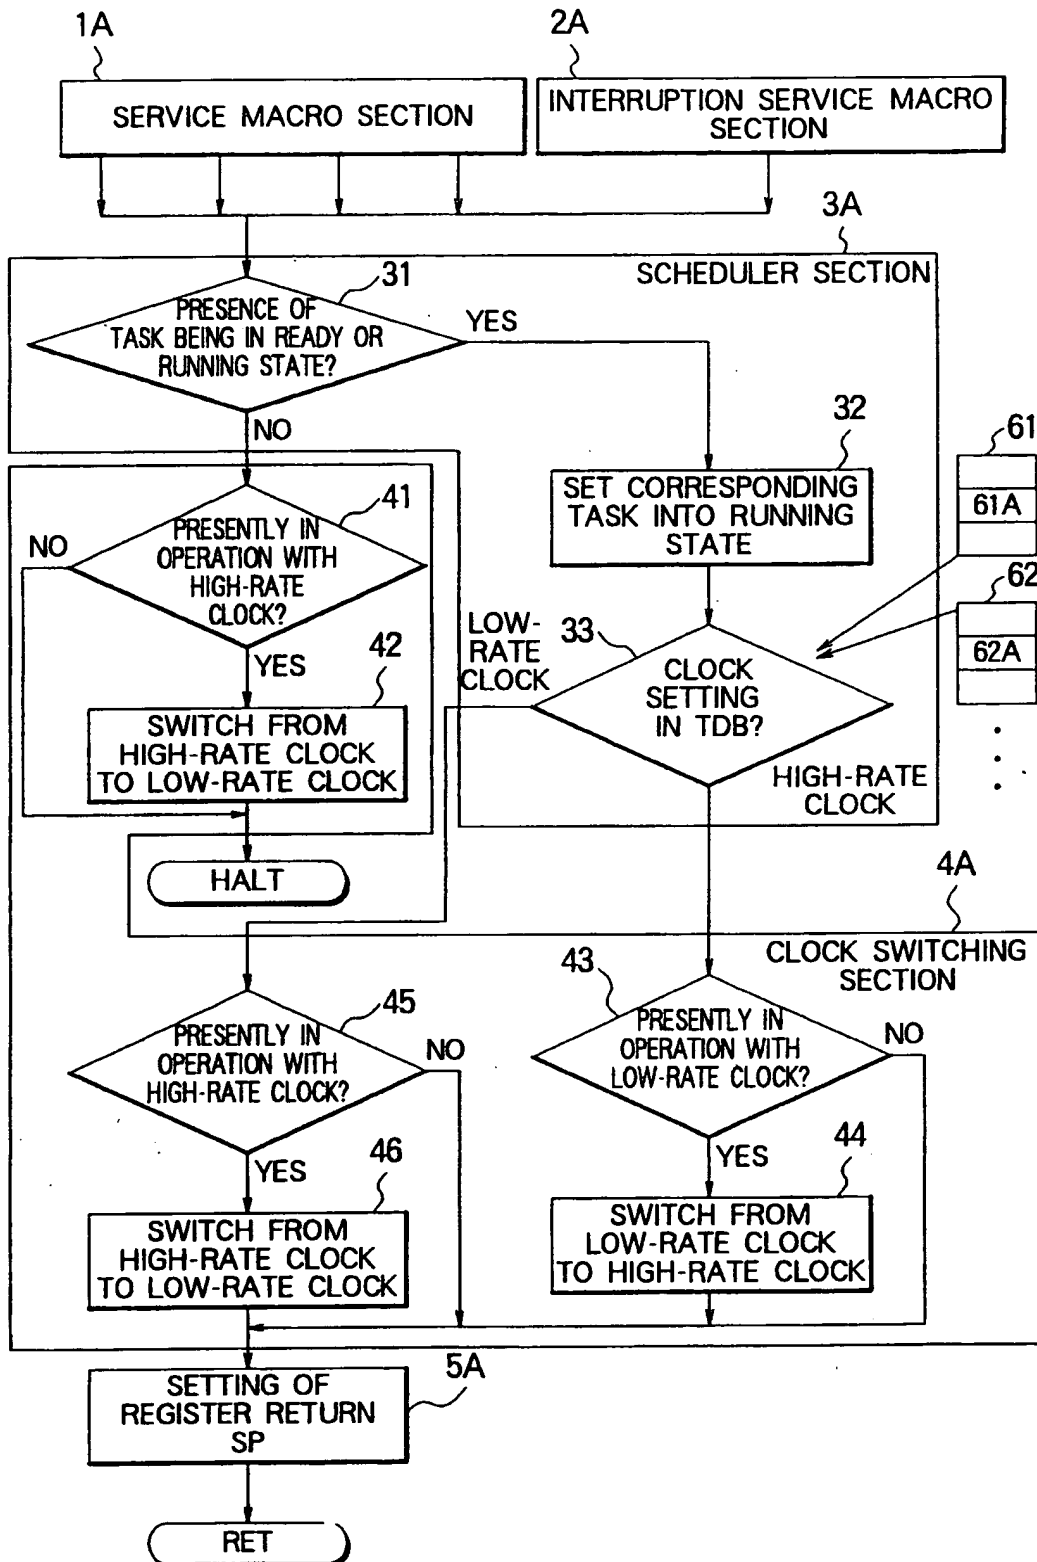 1A
2A
SERVICE MACRO SECTION
INTERRUPTION SERVICE MACRO
SECTION
3A
SCHEDULER SECTION
31
PRESENCE OF
TASK BEING IN READY OR
RUNNING STATE?
YES
NO
32
SET CORRESPONDING
TASK INTO RUNNING
STATE
61
61A
62
62A
41
PRESENTLY IN
OPERATION WITH
HIGH-RATE
CLOCK?
NO
YES
42
SWITCH FROM
HIGH-RATE CLOCK
TO LOW-RATE CLOCK
HALT
LOW-
RATE
CLOCK
33
CLOCK
SETTING
IN TDB?
HIGH-RATE
CLOCK
4A
CLOCK SWITCHING
SECTION
45
PRESENTLY IN
OPERATION WITH
HIGH-RATE CLOCK?
NO
YES
43
PRESENTLY IN
OPERATION WITH
LOW-RATE CLOCK?
NO
YES
46
SWITCH FROM
HIGH-RATE CLOCK
TO LOW-RATE CLOCK
44
SWITCH FROM
LOW-RATE CLOCK
TO HIGH-RATE CLOCK
5A
SETTING OF
REGISTER RETURN
SP
RET